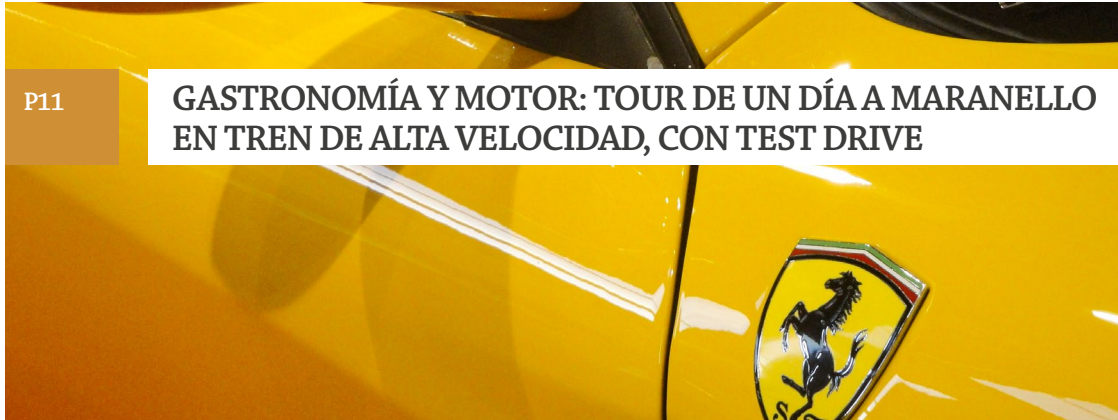 P11
GASTRONOMÍA Y MOTOR: TOUR DE UN DÍA A MARANELLO
EN TREN DE ALTA VELOCIDAD, CON TEST DRIVE
S